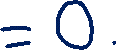 = 0.